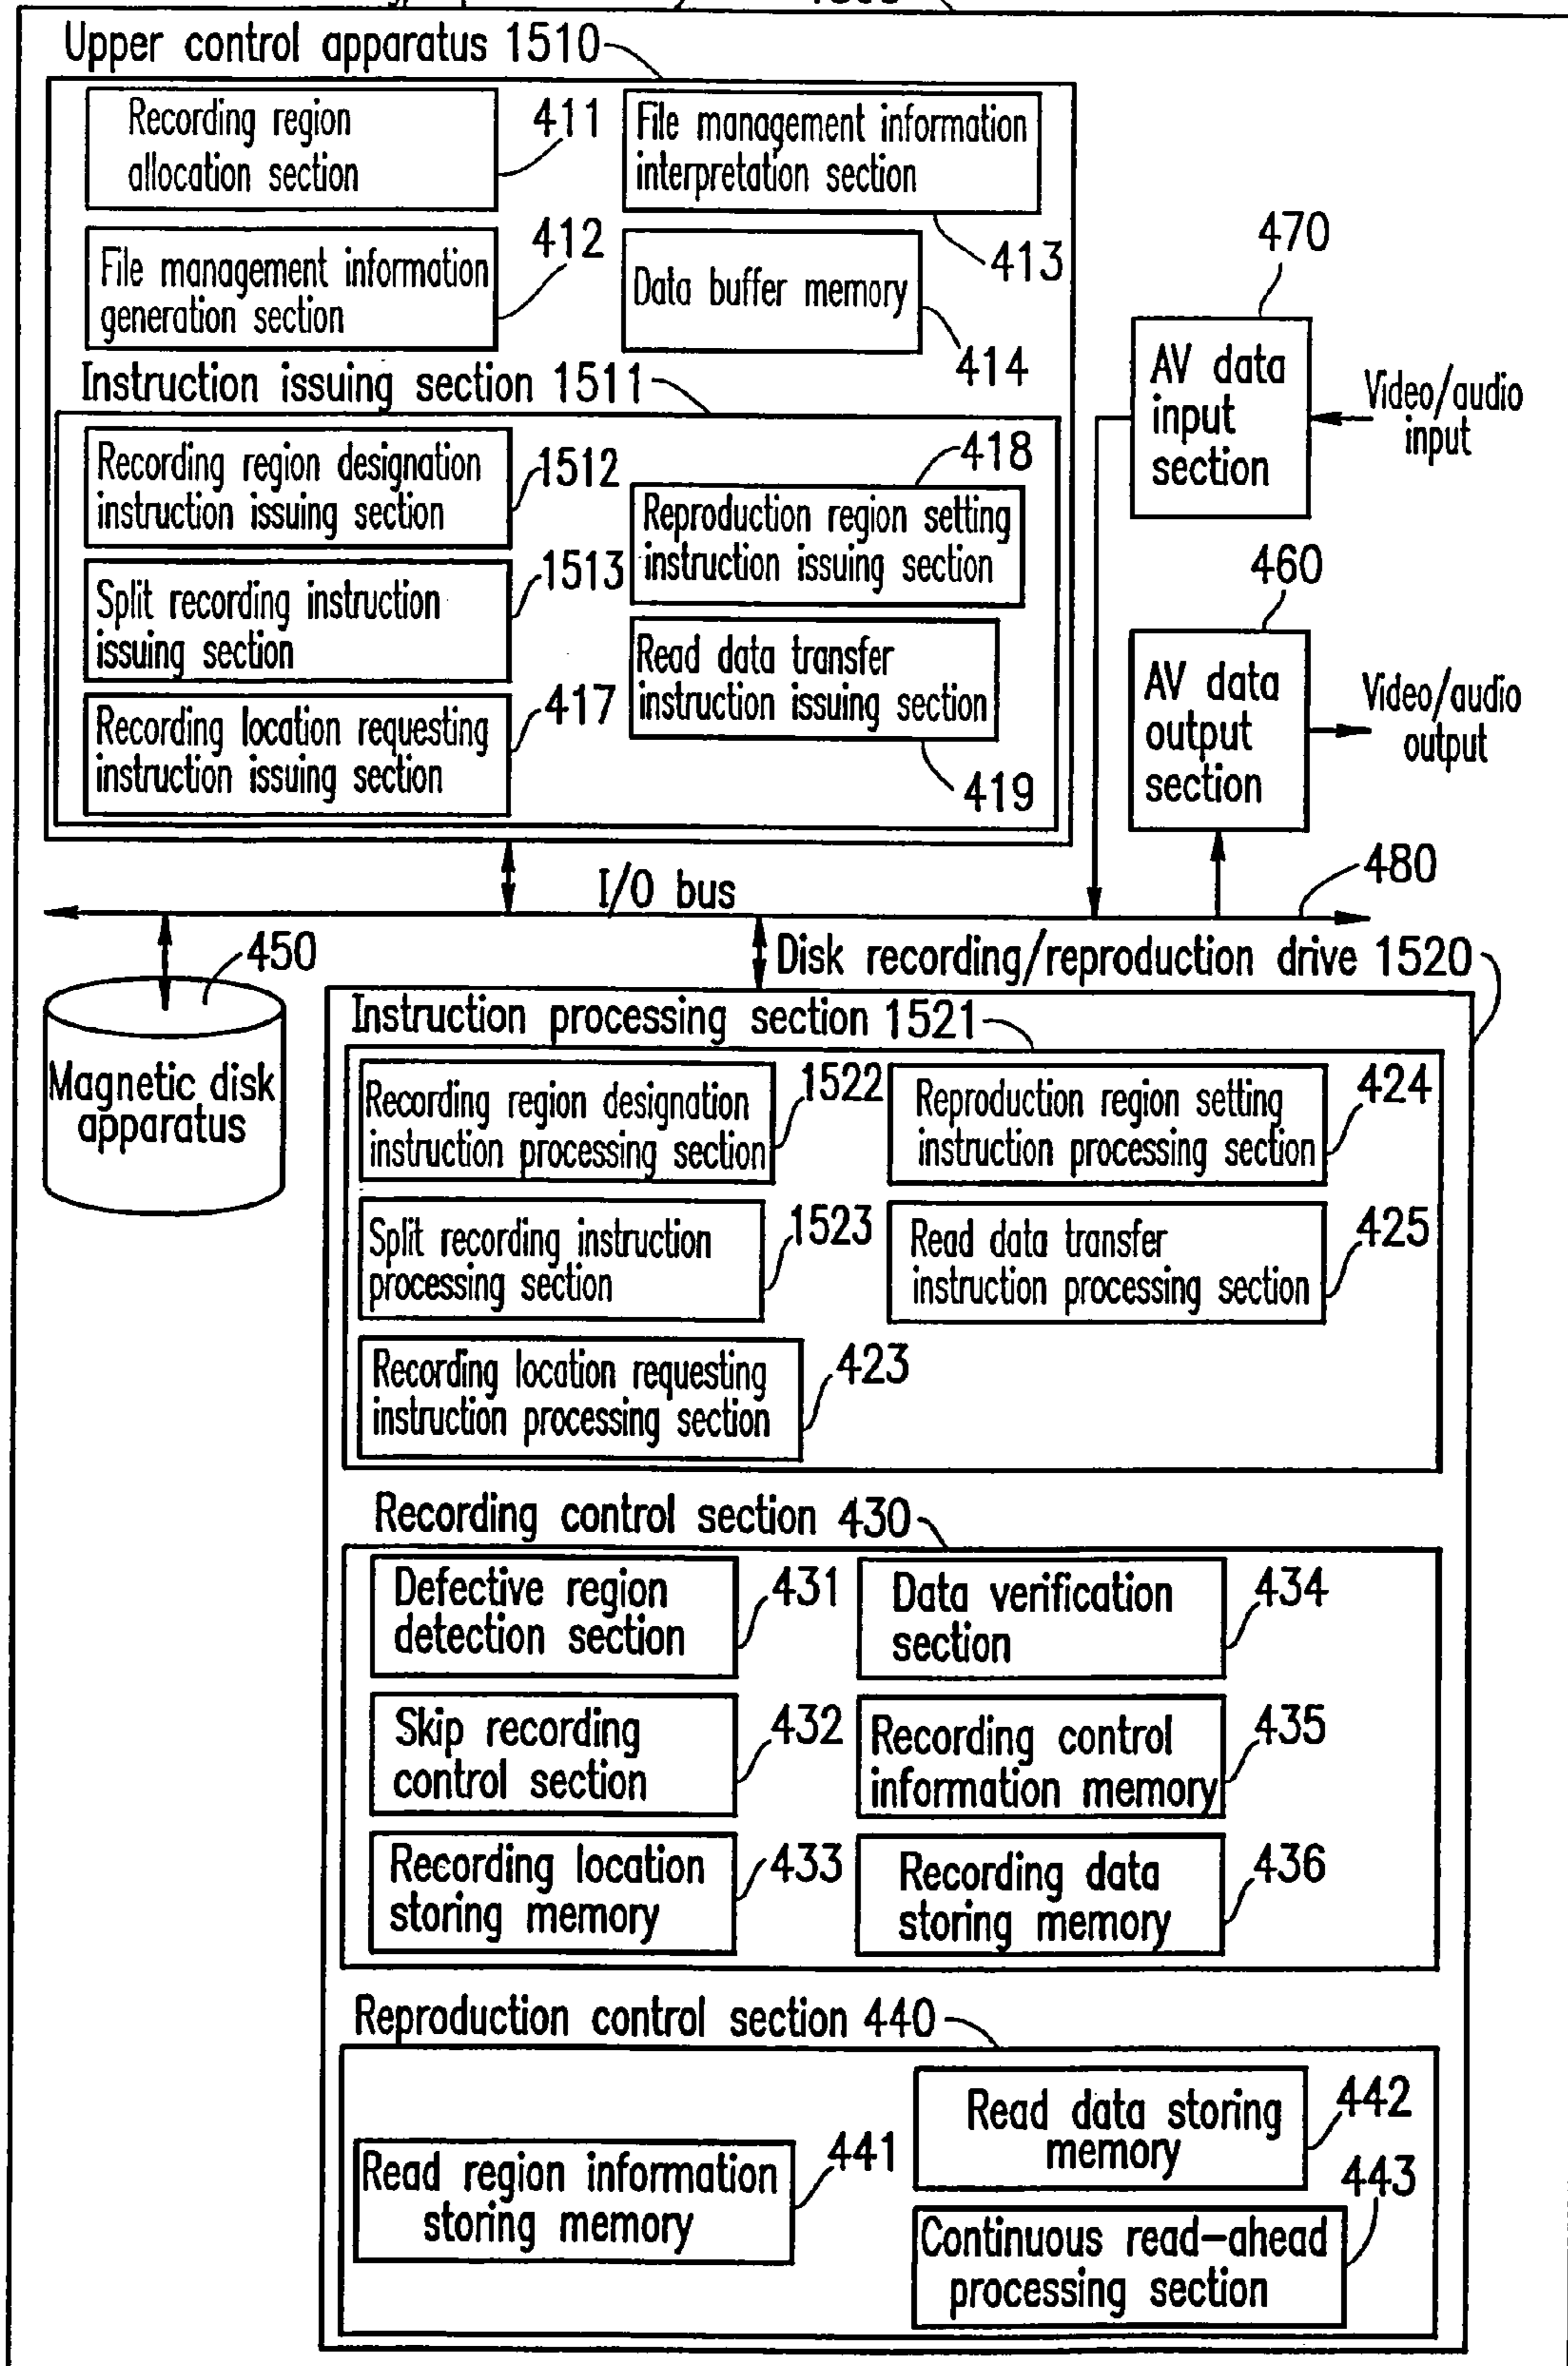 Upper control apparatus 1510
Recording region
allocation section
411
File management information
interpretation section
413
File management information
generation section
412
Data buffer memory
414
Instruction issuing section 1511
Recording region designation
instruction issuing section
1512
Split recording instruction
issuing section
1513
Recording location requesting
instruction issuing section
417
418
Reproduction region setting
instruction issuing section
Read data transfer
instruction issuing section
419
470
AV data
input
section
Video/audio
input
460
AV data
output
section
Video/audio
output
I/O bus
480
450
Magnetic disk
apparatus
Disk recording/reproduction drive 1520
Instruction processing section 1521
Recording region designation
instruction processing section
1522
Reproduction region setting
instruction processing section
424
Split recording instruction
processing section
1523
Read data transfer
instruction processing section
425
Recording location requesting
instruction processing section
423
Recording control section 430
Defective region
detection section
431
Data verification
section
434
Skip recording
control section
432
Recording control
information memory
435
Recording location
storing memory
433
Recording data
storing memory
436
Reproduction control section 440
Read region information
storing memory
441
Read data storing
memory
442
443
Continuous read-ahead
processing section